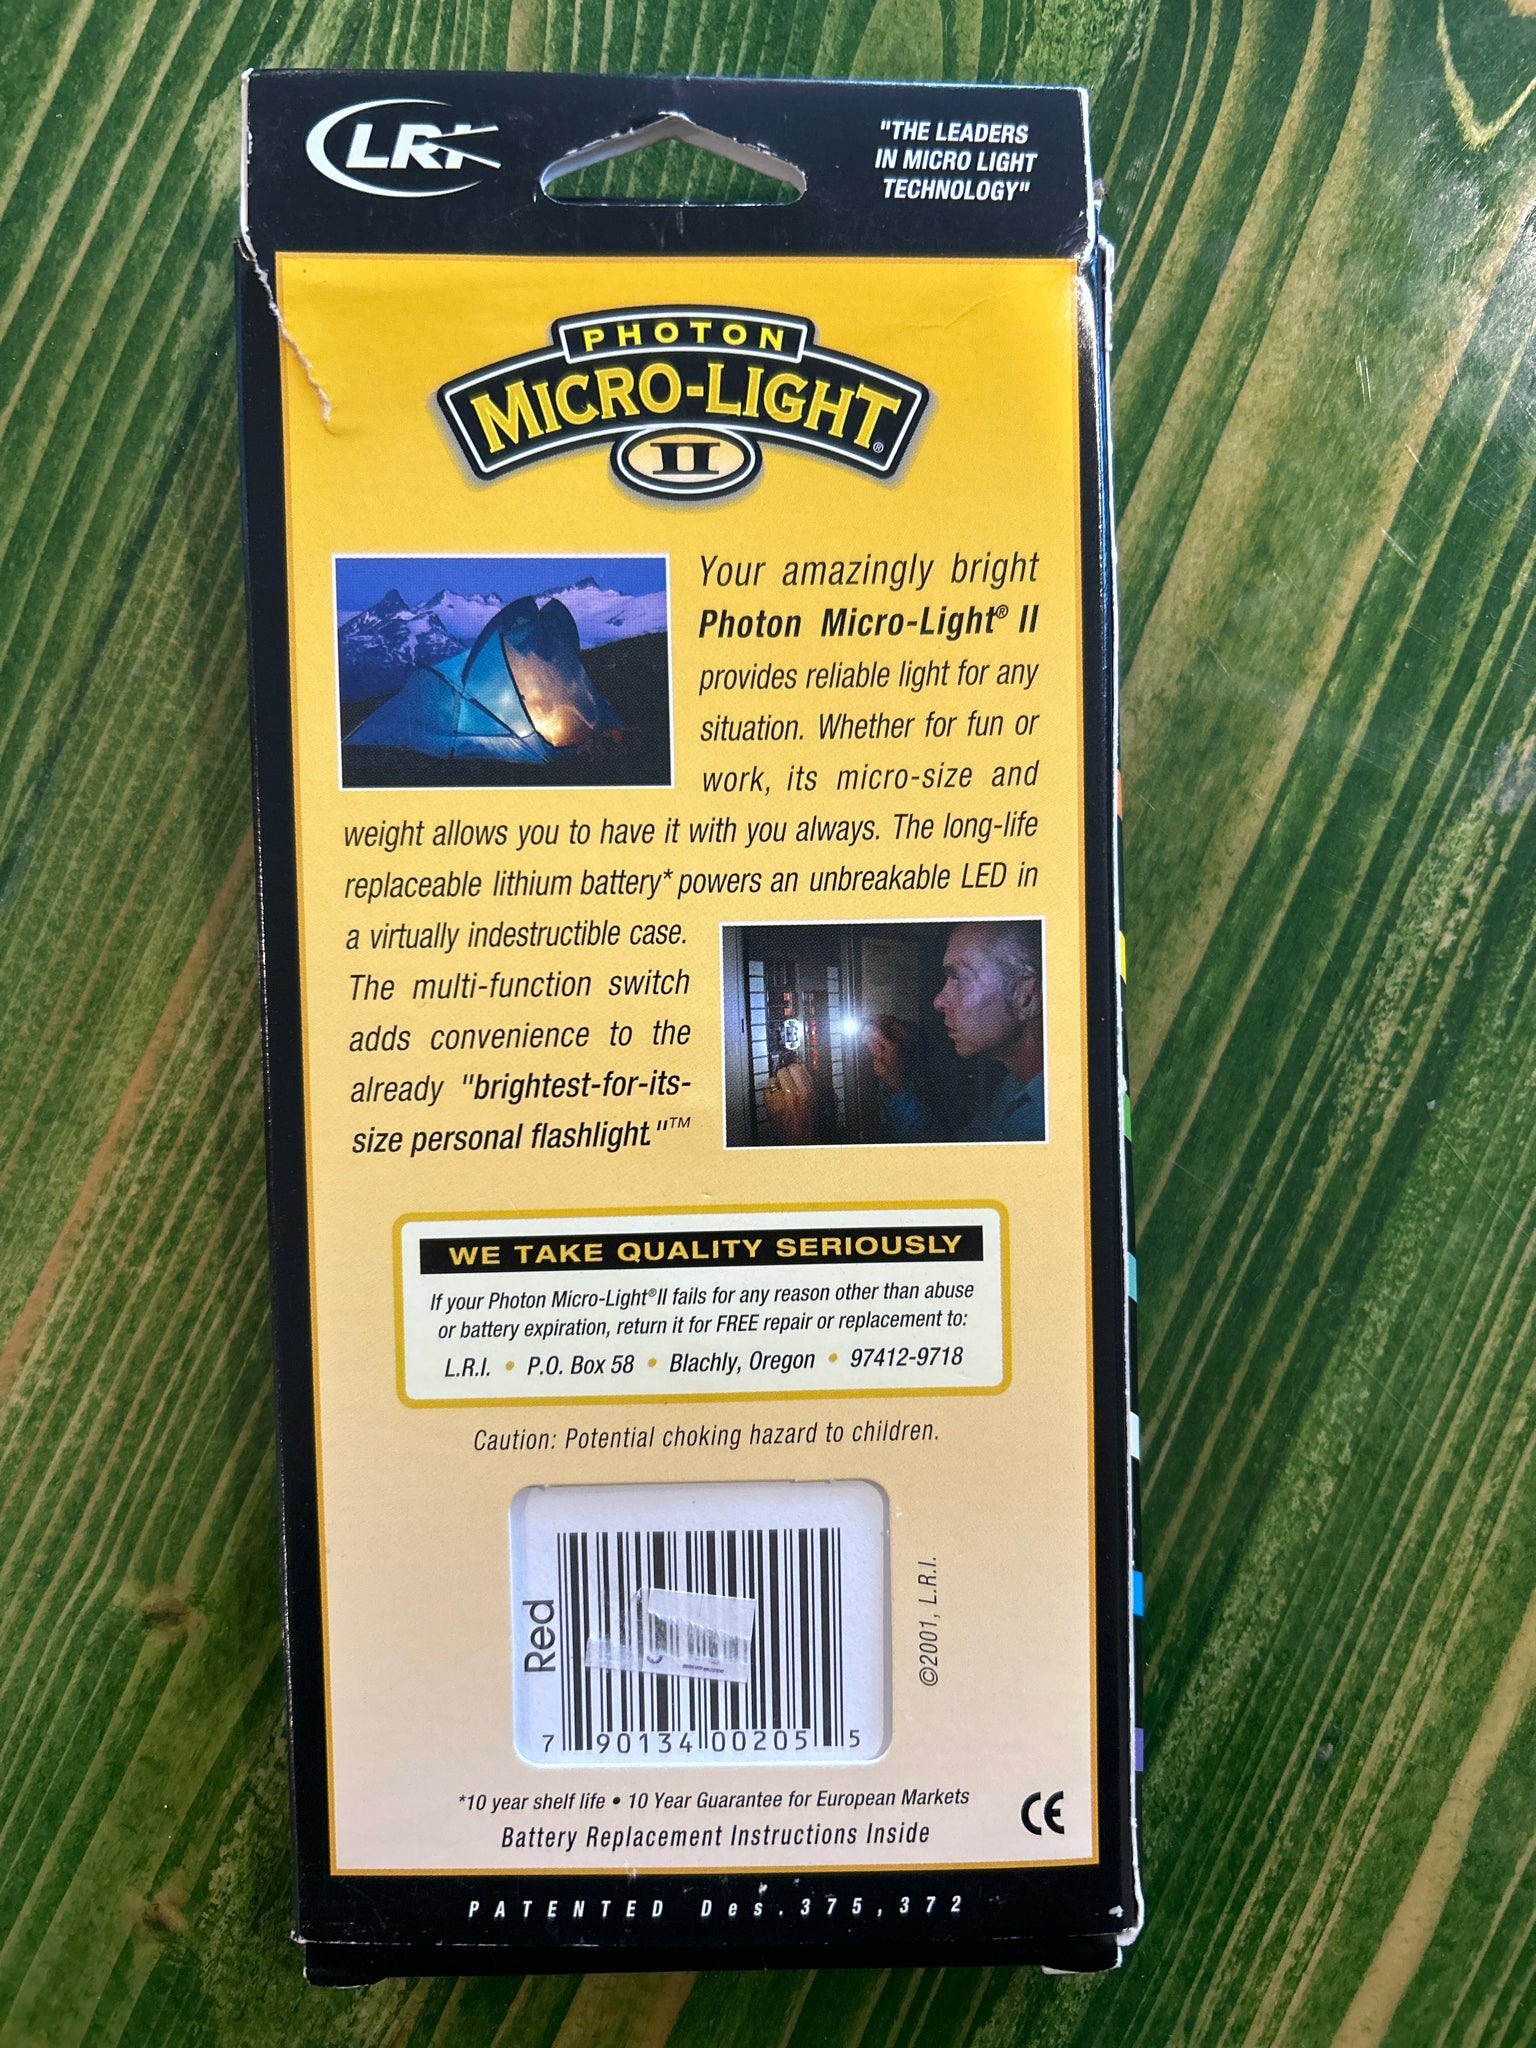 LRI
"THE LEADERS
IN MICRO LIGHT
TECHNOLOGY"
PHOTON
MICRO-LIGHT®
II
Your amazingly bright
Photon Micro-Light® II
provides reliable light for any
situation. Whether for fun or
work, its micro-size and
weight allows you to have it with you always. The long-life
replaceable lithium battery* powers an unbreakable LED in
a virtually indestructible case.
The multi-function switch
adds convenience to the
already "brightest-for-its-
size personal flashlight."™
WE TAKE QUALITY SERIOUSLY
If your Photon Micro-Light® II fails for any reason other than abuse
or battery expiration, return it for FREE repair or replacement to:
L.R.I. • P.O. Box 58 • Blachly, Oregon • 97412-9718
Caution: Potential choking hazard to children.
Red
7 90134 00205 5
©2001, L.R.I.
*10 year shelf life • 10 Year Guarantee for European Markets
Battery Replacement Instructions Inside
CE
PATENTED Des. 375,372